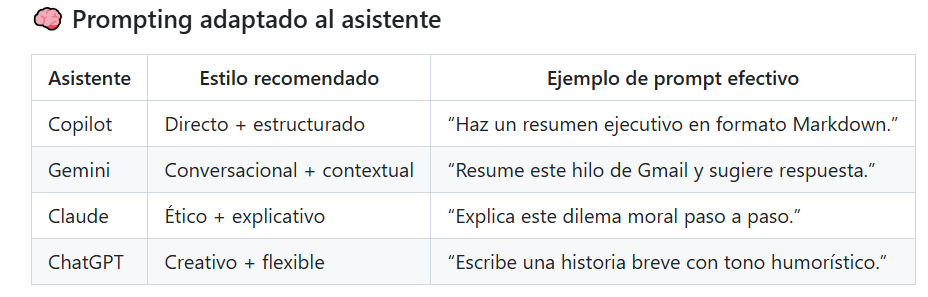 🧠 Prompting adaptado al asistente
Asistente Estilo recomendado Ejemplo de prompt efectivo
Copilot Directo + estructurado “Haz un resumen ejecutivo en formato Markdown.”
Gemini Conversacional + contextual “Resume este hilo de Gmail y sugiere respuesta.”
Claude Ético + explicativo “Explica este dilema moral paso a paso.”
ChatGPT Creativo + flexible “Escribe una historia breve con tono humorístico.”